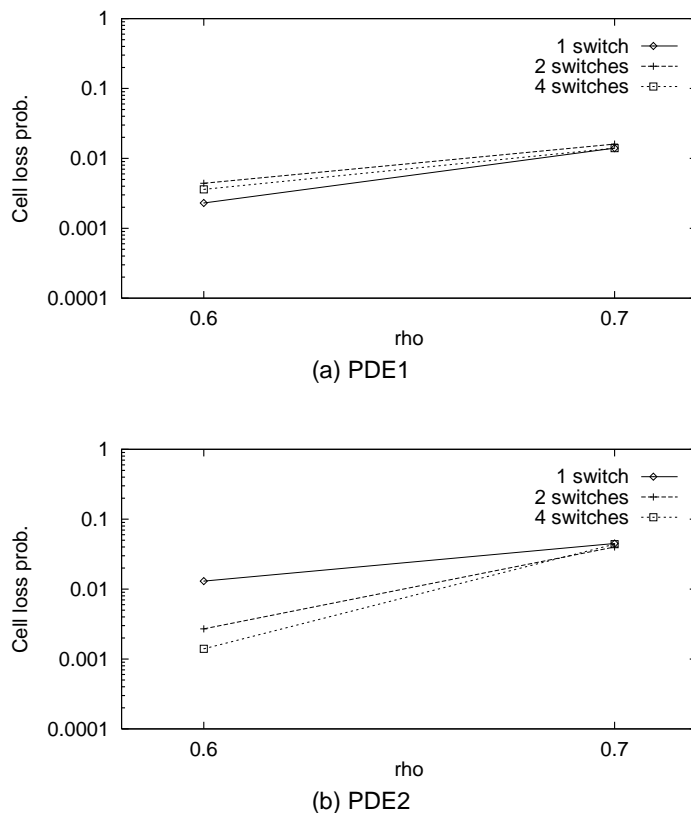 1
0.1
0.01
0.001
0.0001
Cell loss prob.
1 switch
2 switches
4 switches
0.6 0.7
rho
(a) PDE1
1
0.1
0.01
0.001
0.0001
Cell loss prob.
1 switch
2 switches
4 switches
0.6 0.7
rho
(b) PDE2